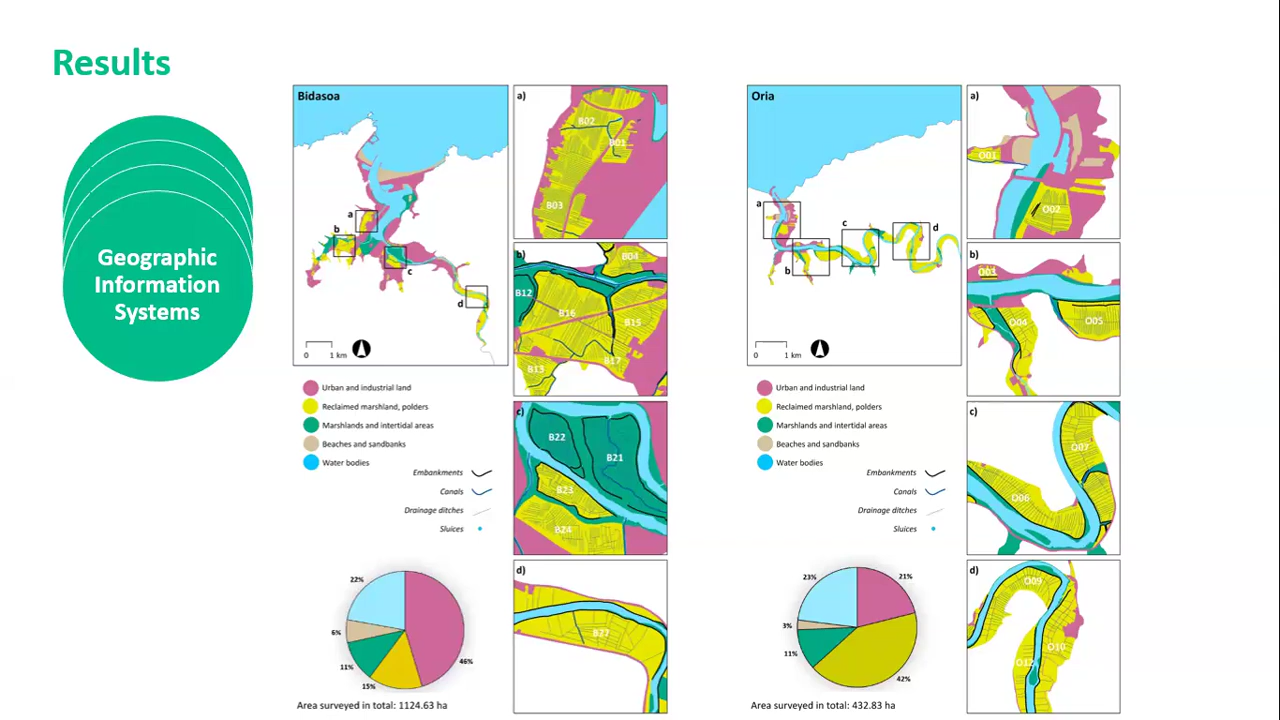 Results
Geographic
Information
Systems
Bidasoa
a
b
c
d
0 1 km
Urban and industrial land
Reclaimed marshland, polders
Marshlands and intertidal areas
Beaches and sandbanks
Water bodies
Embankments
Canals
Drainage ditches
Sluices
22%
6%
11%
15%
46%
Area surveyed in total: 1124.63 ha
a)
B02
B01
B03
b)
B04
B12
B16
B15
B17
B13
c)
B22
B21
B23
B24
d)
B27
Oria
a
b
c
d
0 1 km
Urban and industrial land
Reclaimed marshland, polders
Marshlands and intertidal areas
Beaches and sandbanks
Water bodies
Embankments
Canals
Drainage ditches
Sluices
23%
21%
3%
11%
42%
Area surveyed in total: 432.83 ha
a)
O01
O02
b)
O03
O04
O05
c)
O07
O06
d)
O09
O10
O12